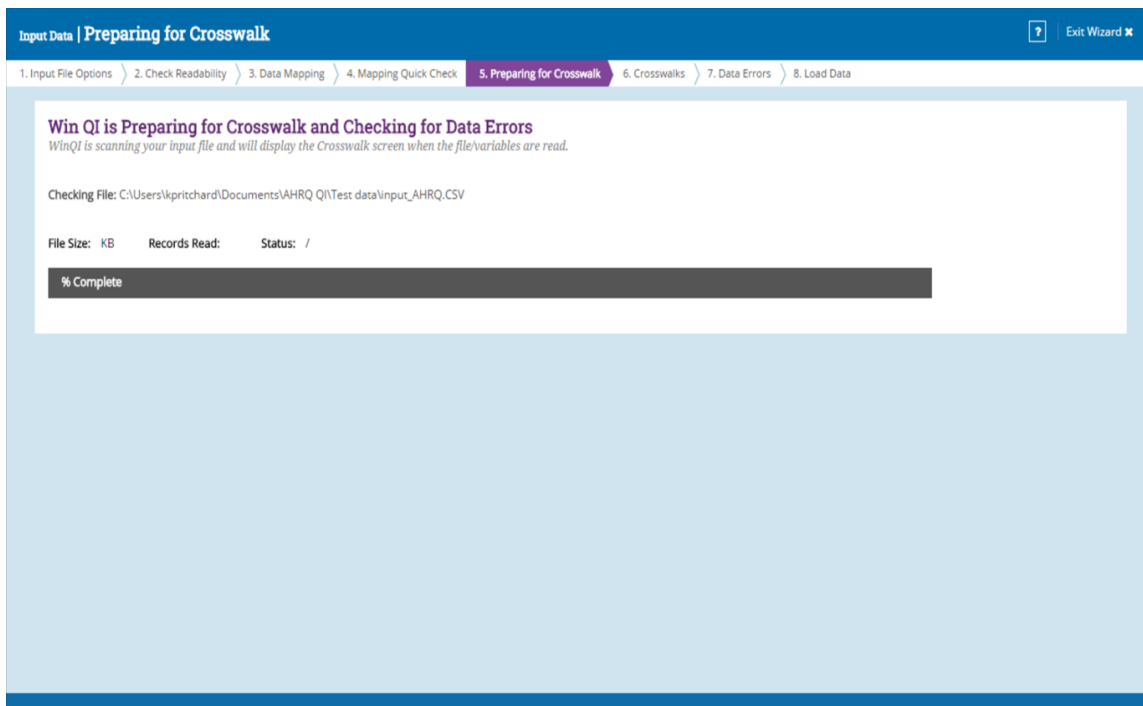 Input Data | Preparing for Crosswalk
? Exit Wizard ✖
1. Input File Options 2. Check Readability 3. Data Mapping 4. Mapping Quick Check 5. Preparing for Crosswalk 6. Crosswalks 7. Data Errors 8. Load Data
Win QI is Preparing for Crosswalk and Checking for Data Errors
WinQI is scanning your input file and will display the Crosswalk screen when the file/variables are read.
Checking File: C:\Users\kpritchard\Documents\AHRQ QI\Test data\input_AHRQ.CSV
File Size: KB Records Read: Status: /
% Complete